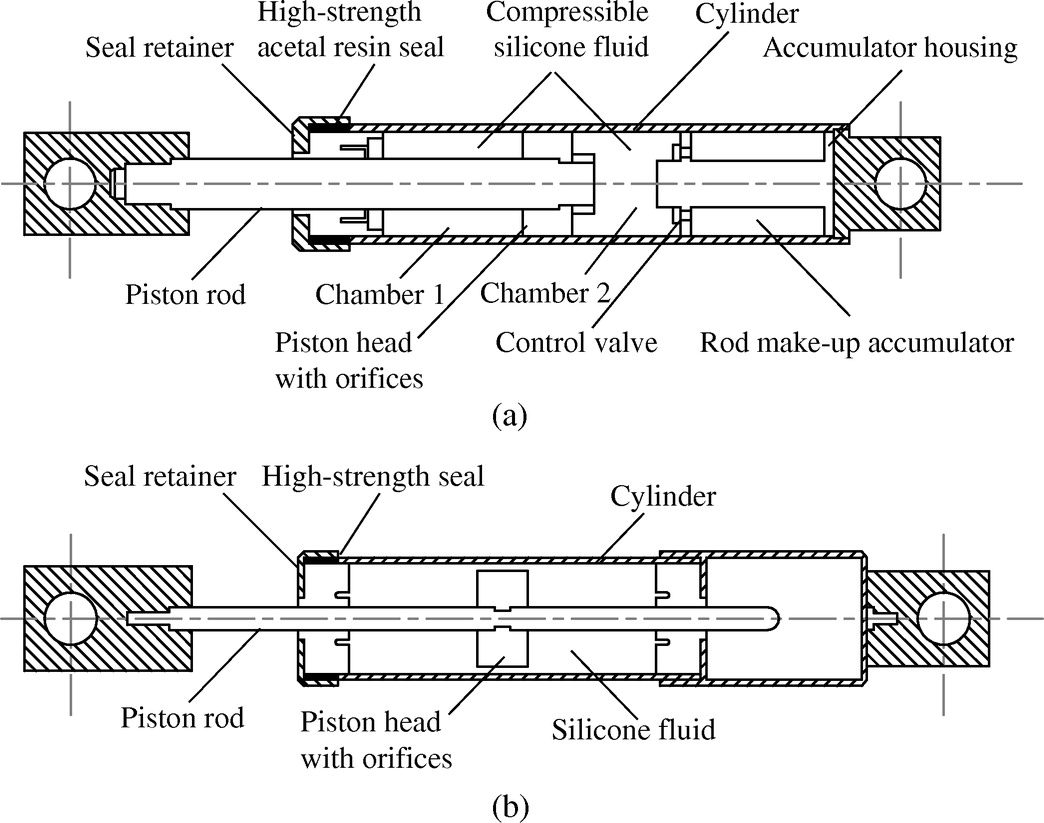 High-strength
acetal resin seal
Compressible
silicone fluid
Cylinder
Seal retainer
Accumulator housing
Piston rod
Chamber 1
Chamber 2
Piston head
with orifices
Control valve
Rod make-up accumulator
(a)
Seal retainer
High-strength seal
Cylinder
Piston rod
Piston head
with orifices
Silicone fluid
(b)